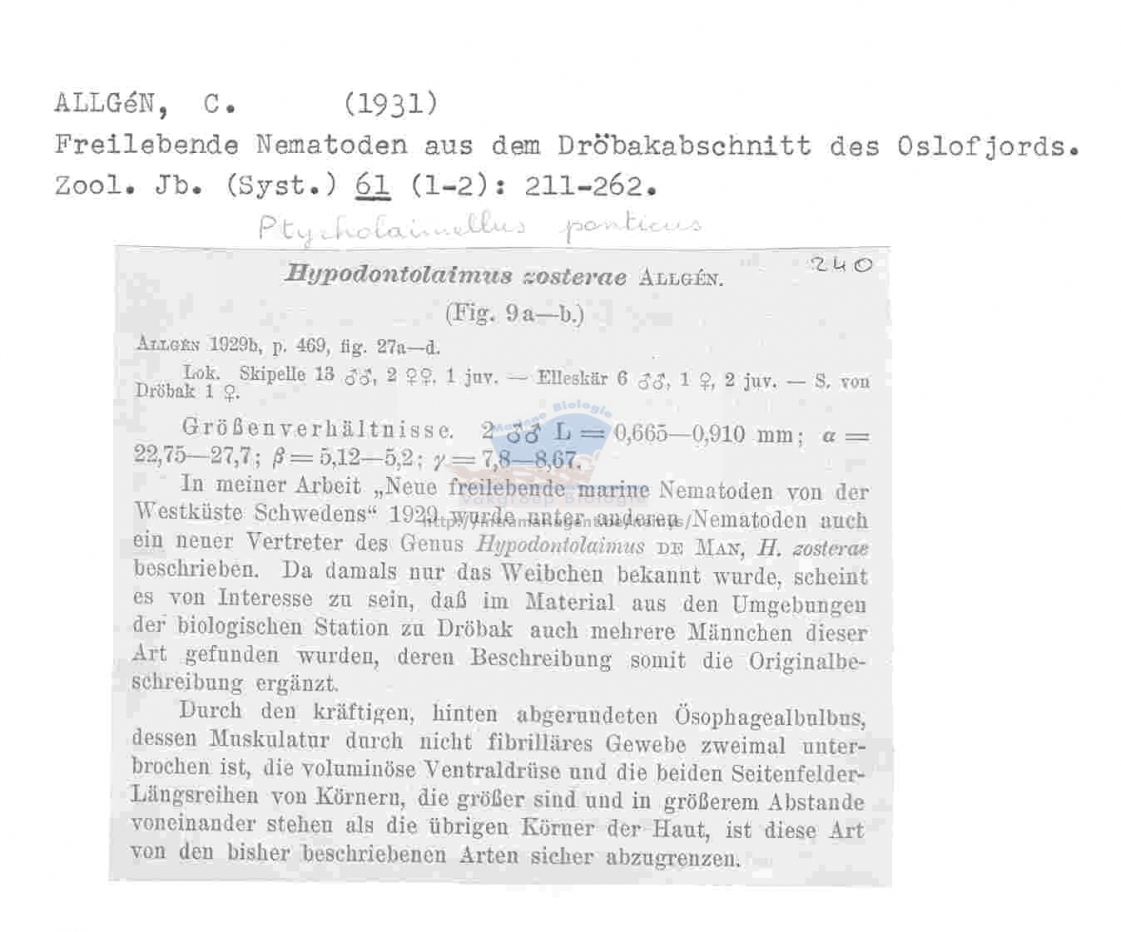 ALLGéN, C. (1931)
Freilebende Nematoden aus dem Dröbakabschnitt des Oslofjords.
Zool. Jb. (Syst.) 61 (1-2): 211-262.
Ptycholaimellus ponticus
240
Hypodontolaimus zosterae ALLGÉN.
(Fig. 9 a—b.)
ALLGÉN 1929b, p. 469, fig. 27a—d.
Lok. Skipelle 13 ♂♂, 2 ♀♀, 1 juv. — Elleskär 6 ♂♂, 1 ♀, 2 juv. — S. von
Dröbak 1 ♀.
Größenverhältnisse. 2 ♂♂ L = 0,665—0,910 mm; α =
22,75—27,7; β = 5,12—5,2; γ = 7,8—8,67.
In meiner Arbeit „Neue freilebende marine Nematoden von der
Westküste Schwedens“ 1929 wurde unter anderen Nematoden auch
ein neuer Vertreter des Genus Hypodontolaimus DE MAN, H. zosterae
beschrieben. Da damals nur das Weibchen bekannt wurde, scheint
es von Interesse zu sein, daß im Material aus den Umgebungen
der biologischen Station zu Dröbak auch mehrere Männchen dieser
Art gefunden wurden, deren Beschreibung somit die Originalbe-
schreibung ergänzt.
Durch den kräftigen, hinten abgerundeten Ösophagealbulbus,
dessen Muskulatur durch nicht fibrilläres Gewebe zweimal unter-
brochen ist, die voluminöse Ventraldrüse und die beiden Seitenfelder-
Längsreihen von Körnern, die größer sind und in größerem Abstande
voneinander stehen als die übrigen Körner der Haut, ist diese Art
von den bisher beschriebenen Arten sicher abzugrenzen.
Mariene Biologie
Vakgroep Biologie